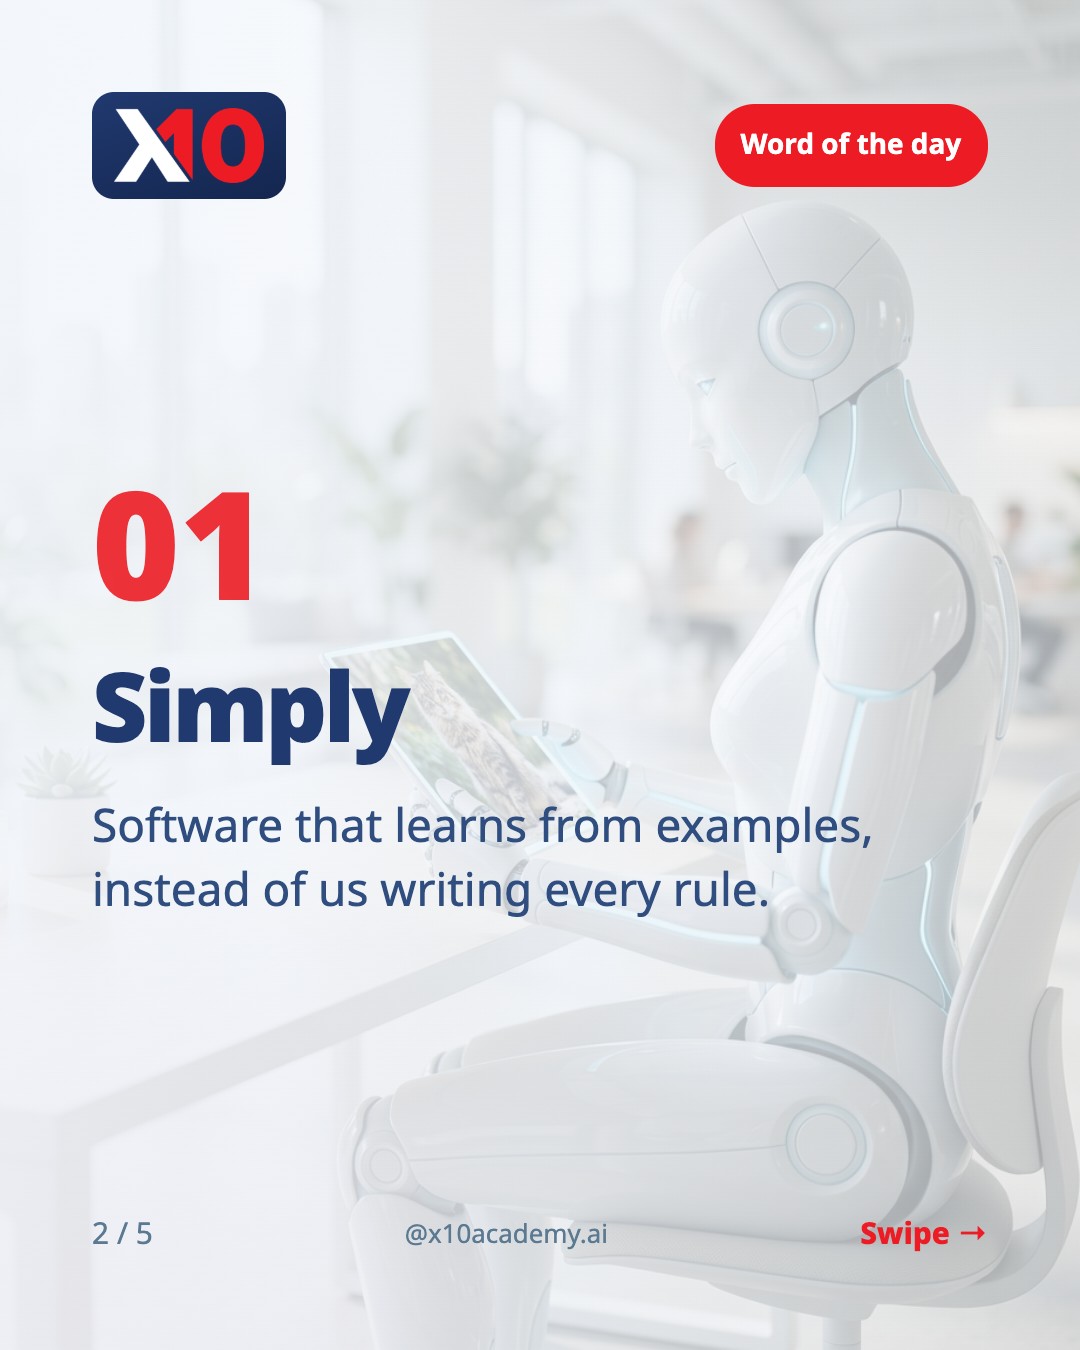 X10
Word of the day
01
Simply
Software that learns from examples,
instead of us writing every rule.
2 / 5
@x10academy.ai
Swipe →